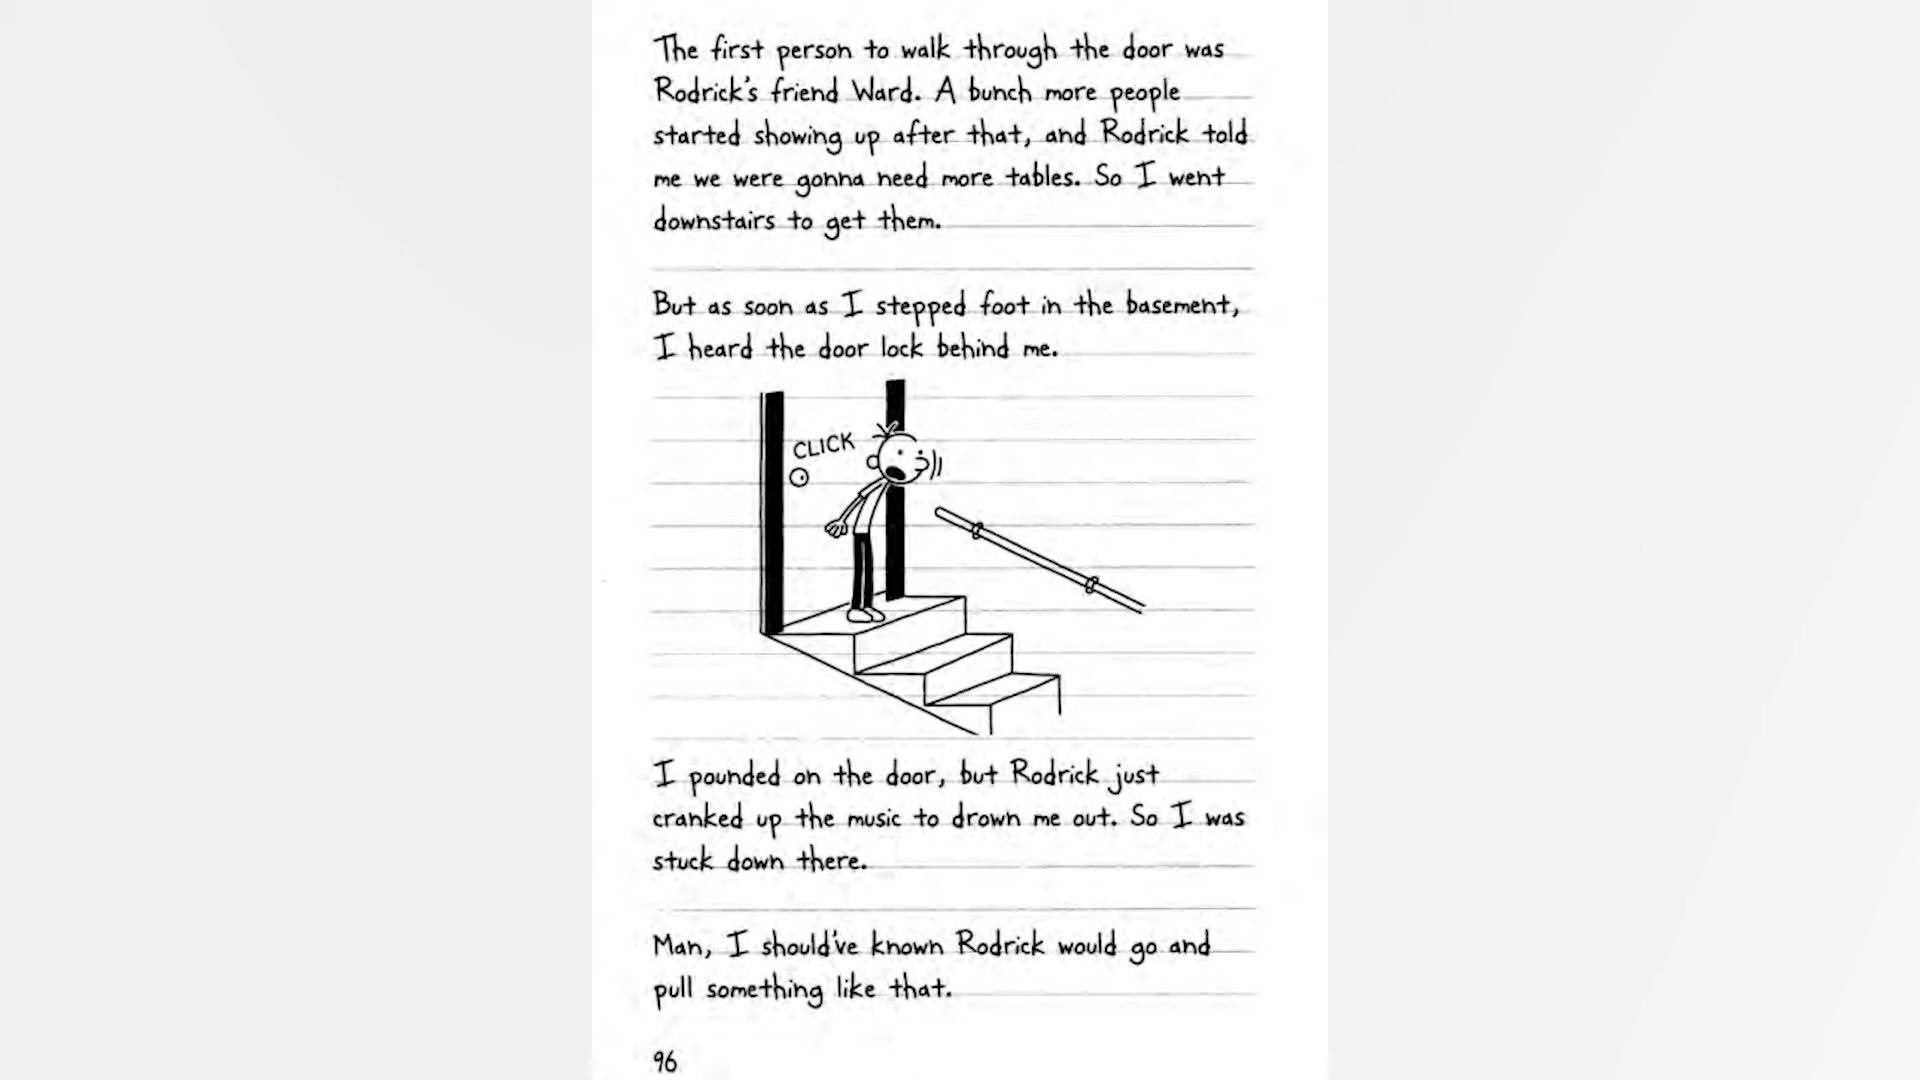 The first person to walk through the door was
Rodrick's friend Ward. A bunch more people
started showing up after that, and Rodrick told
me we were gonna need more tables. So I went
downstairs to get them.
But as soon as I stepped foot in the basement,
I heard the door lock behind me.
CLICK
I pounded on the door, but Rodrick just
cranked up the music to drown me out. So I was
stuck down there.
Man, I should've known Rodrick would go and
pull something like that.
96